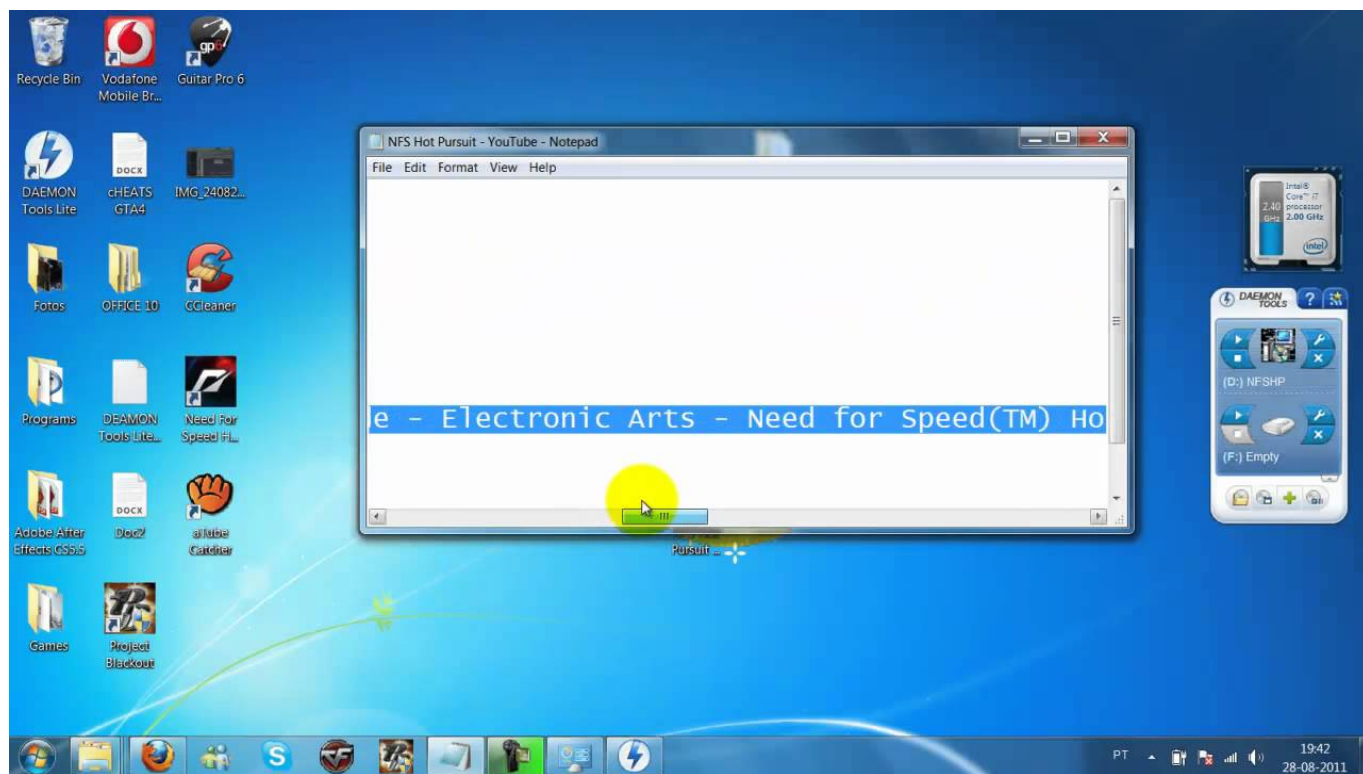 Recycle Bin
Vodafone
Mobile Br...
Guitar Pro 6
DAEMON
Tools Lite
DOCX
cHEATS
GTA4
IMG_24082...
Fotos
OFFICE 10
CCleaner
Programs
DEAMON
Tools Lite...
Need For
Speed H...
Adobe After
Effects CS5.5
DOCX
Doc2
aTube
Catcher
Games
Project
Blackout
NFS Hot Pursuit - YouTube - Notepad
File Edit Format View Help
e – Electronic Arts – Need for Speed(TM) Ho
Pursuit ...
Intel®
Core™ i7
processor
2.00 GHz
2.40
GHz
intel
DAEMON
TOOLS
?
(D:) NFSHP
(F:) Empty
PT
19:42
28-08-2011